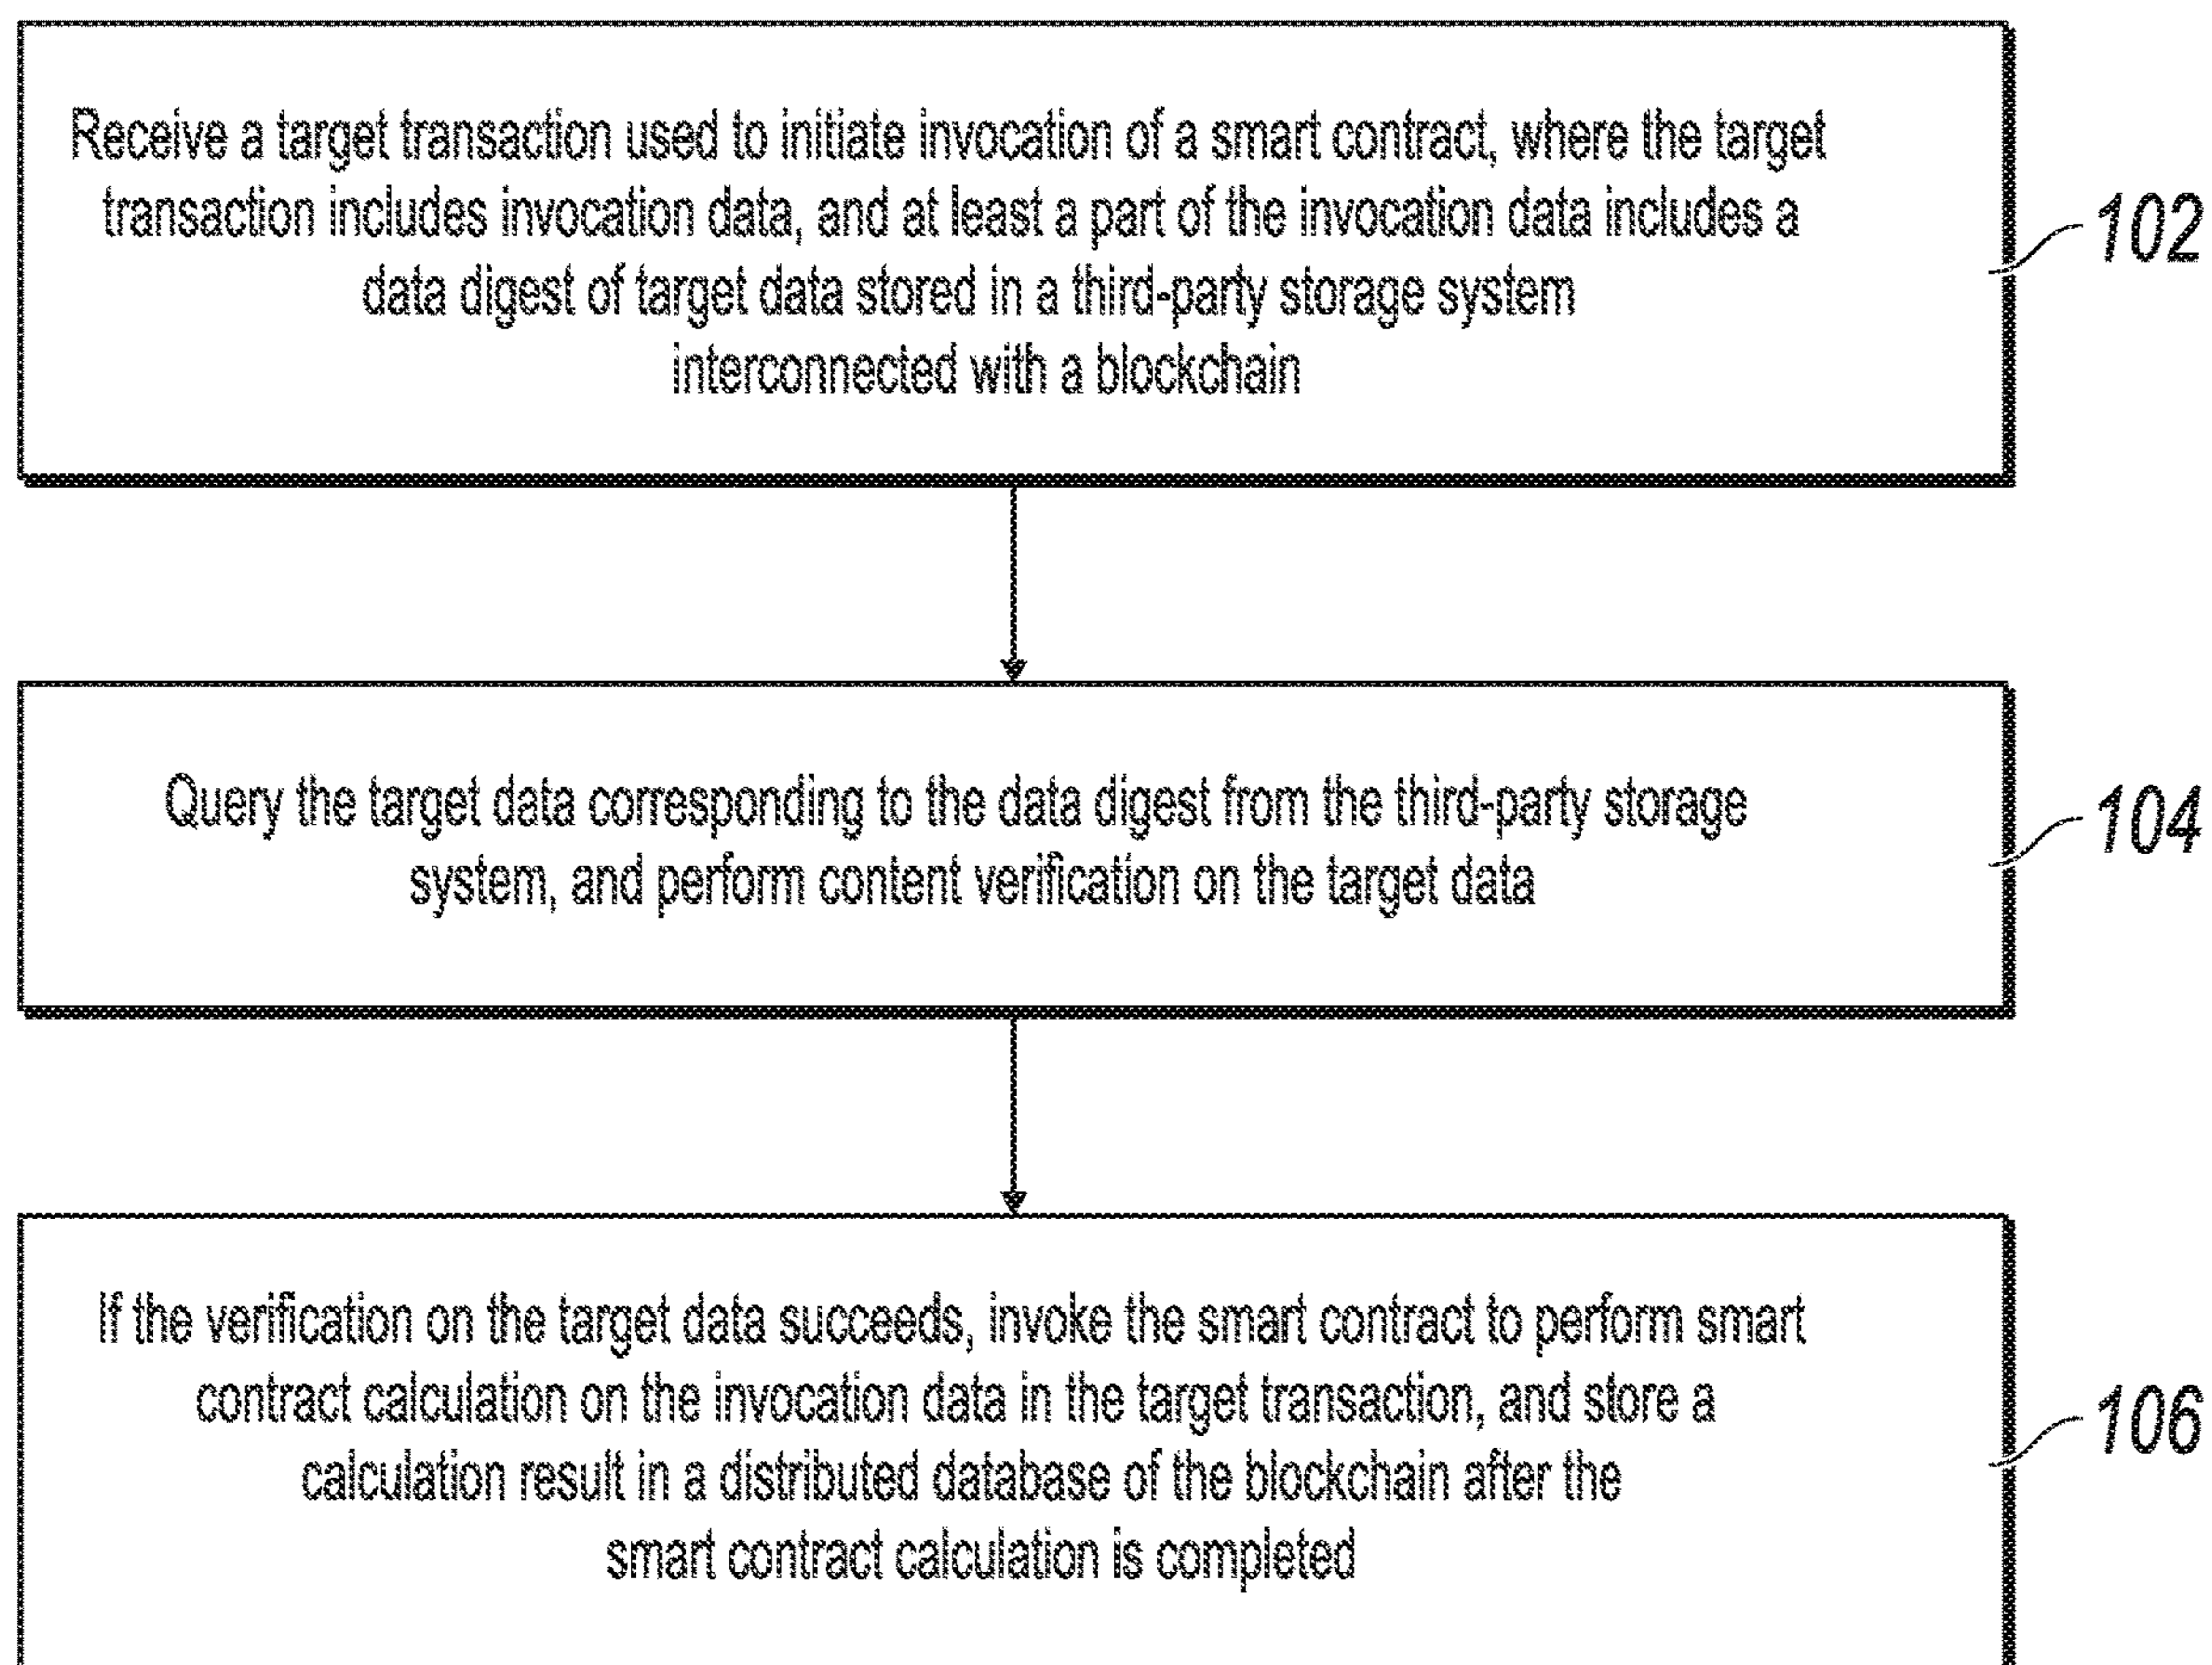 Receive a target transaction used to initiate invocation of a smart contract, where the target
transaction includes invocation data, and at least a part of the invocation data includes a
data digest of target data stored in a third-party storage system
interconnected with a blockchain
102
Query the target data corresponding to the data digest from the third-party storage
system, and perform content verification on the target data
104
If the verification on the target data succeeds, invoke the smart contract to perform smart
contract calculation on the invocation data in the target transaction, and store a
calculation result in a distributed database of the blockchain after the
smart contract calculation is completed
106